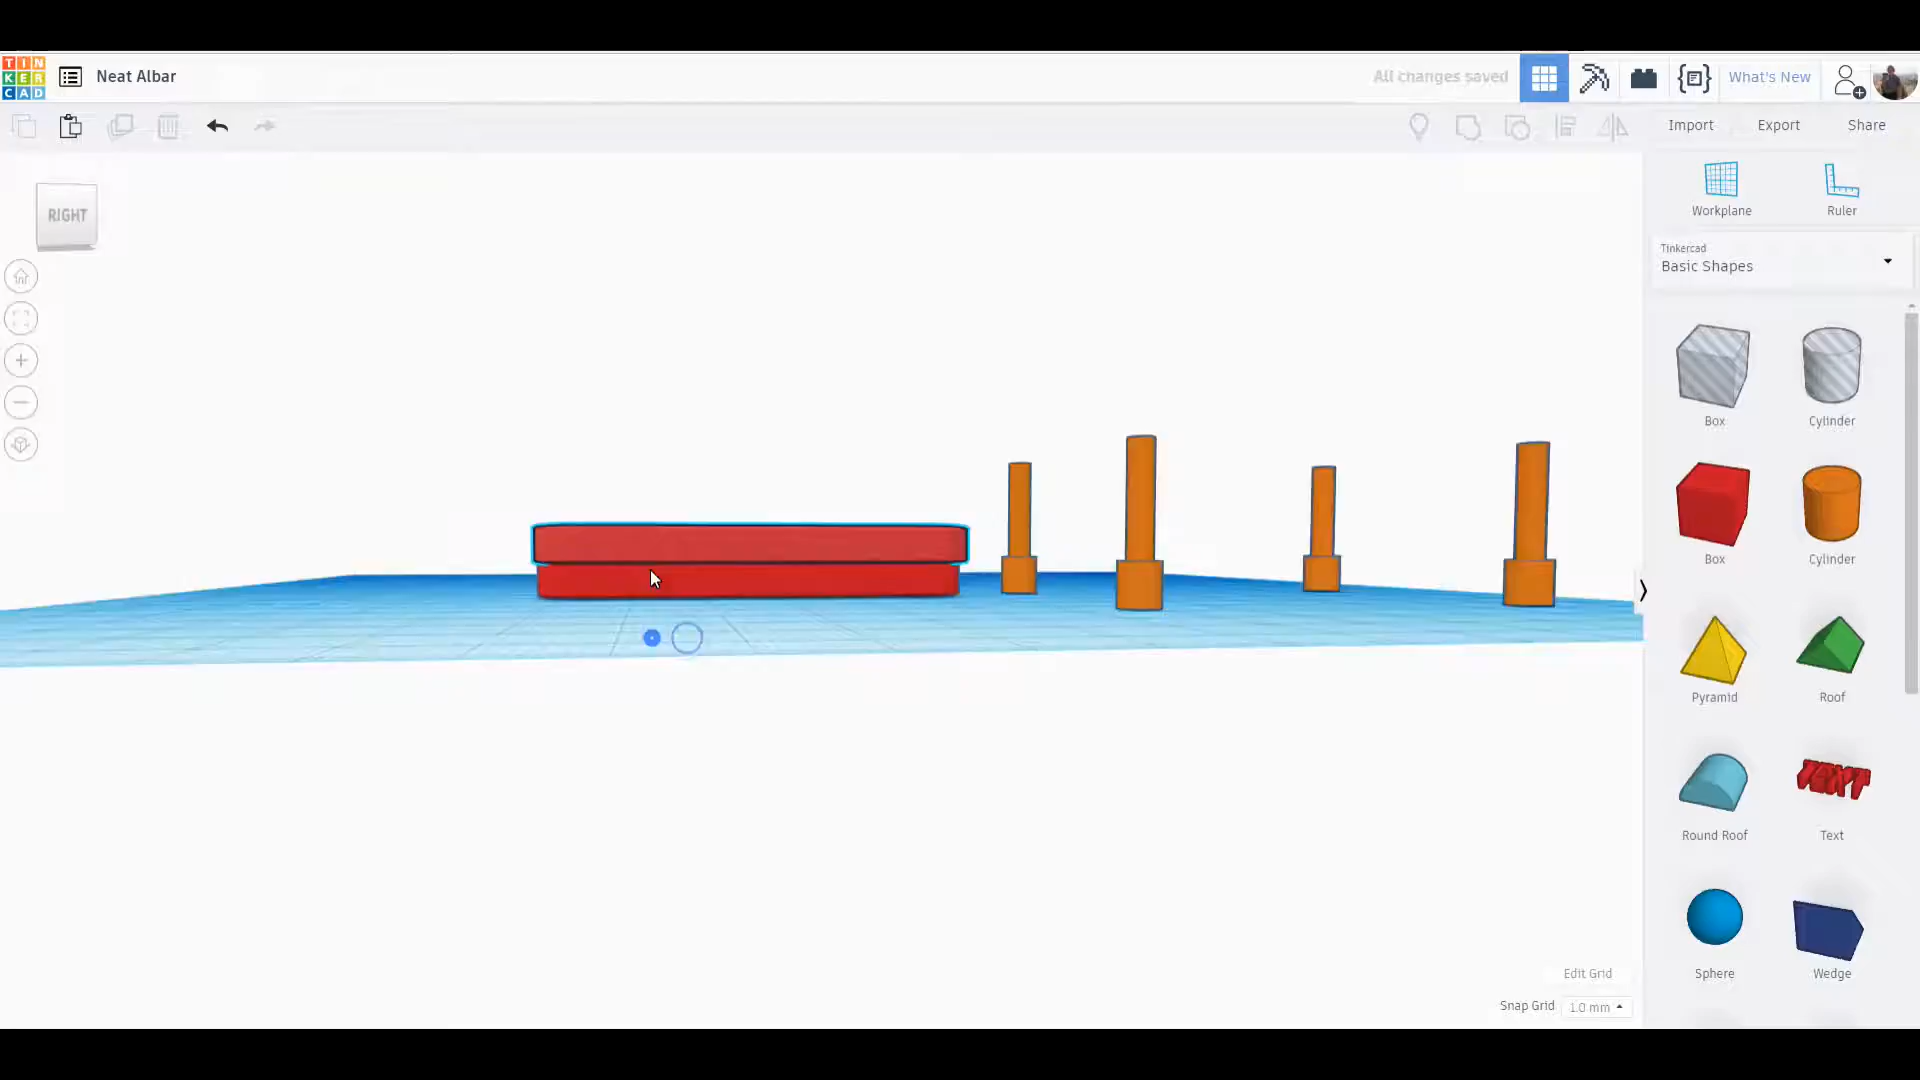 TIN
KER
CAD
Neat Albar
All changes saved
What's New
Import
Export
Share
RIGHT
Workplane
Ruler
Tinkercad
Basic Shapes
Box
Cylinder
Box
Cylinder
Pyramid
Roof
Round Roof
TEXT
Text
Sphere
Wedge
Edit Grid
Snap Grid
1.0 mm